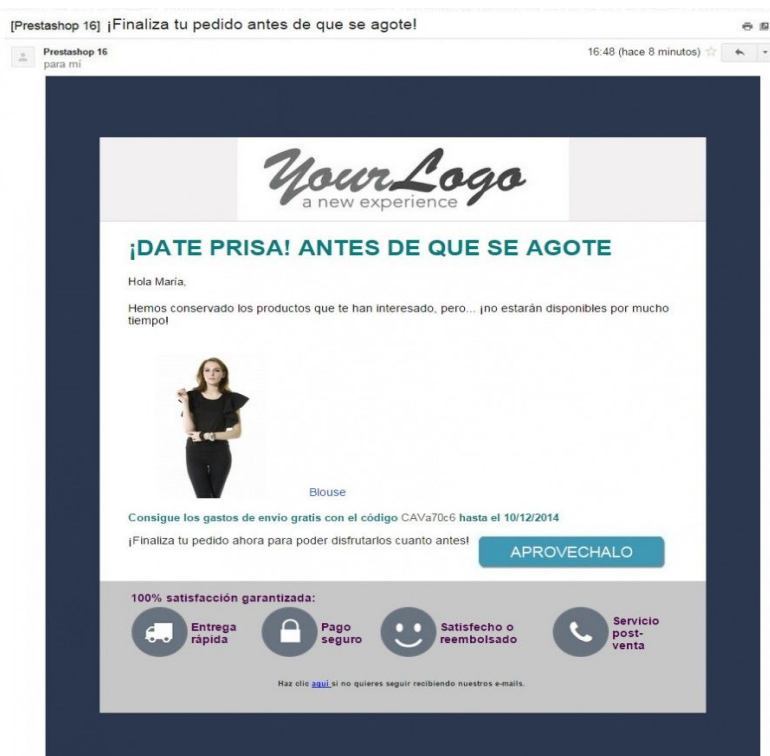 [Prestashop 16] ¡Finaliza tu pedido antes de que se agote!
Prestashop 16
16:48 (hace 8 minutos)
para mí
YourLogo
a new experience
¡DATE PRISA! ANTES DE QUE SE AGOTE
Hola María,
Hemos conservado los productos que te han interesado, pero... ¡no estarán disponibles por mucho
tiempo!
Blouse
Consigue los gastos de envío gratis con el código CAVa70c6 hasta el 10/12/2014
¡Finaliza tu pedido ahora para poder disfrutarlos cuanto antes!
APROVECHALO
100% satisfacción garantizada:
Entrega
rápida
Pago
seguro
Satisfecho o
reembolsado
Servicio
post-
venta
Haz clic aquí si no quieres seguir recibiendo nuestros e-mails.